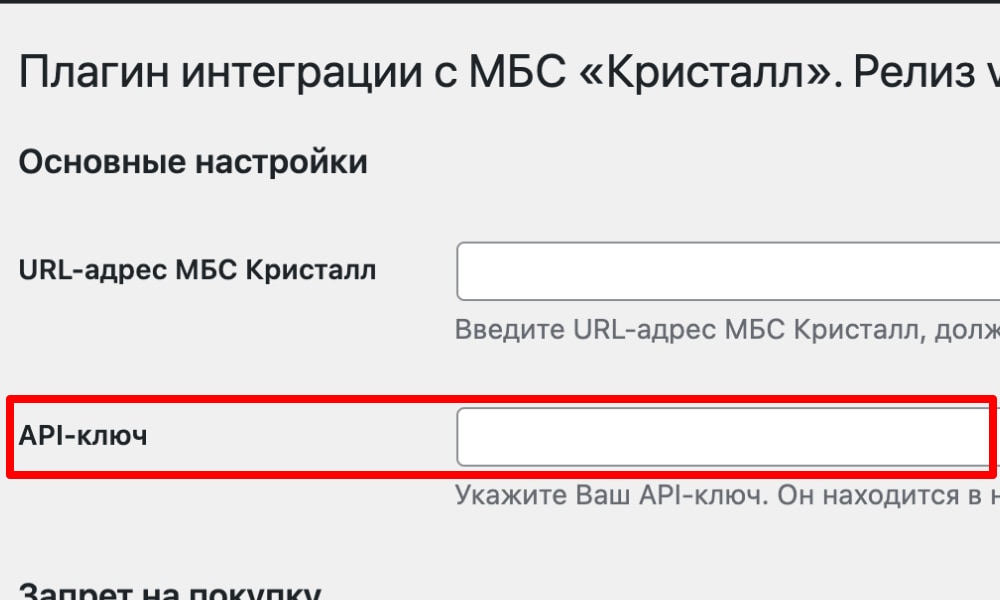 Плагин интеграции с МБС «Кристалл». Релиз v
Основные настройки
URL-адрес МБС Кристалл
Введите URL-адрес МБС Кристалл, долж
API-ключ
Укажите Ваш API-ключ. Он находится в н
Запрет на покупку